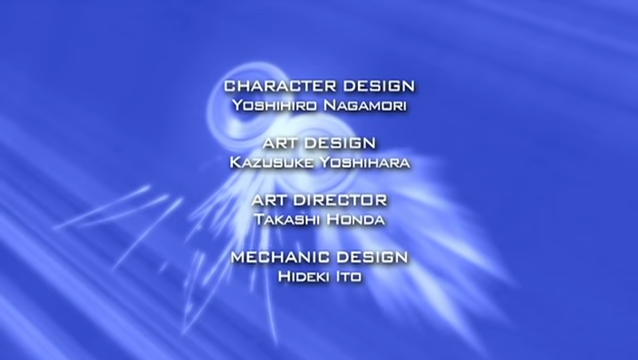 CHARACTER DESIGN
YOSHIHIRO NAGAMORI
ART DESIGN
KAZUSUKE YOSHIHARA
ART DIRECTOR
TAKASHI HONDA
MECHANIC DESIGN
HIDEKI ITO